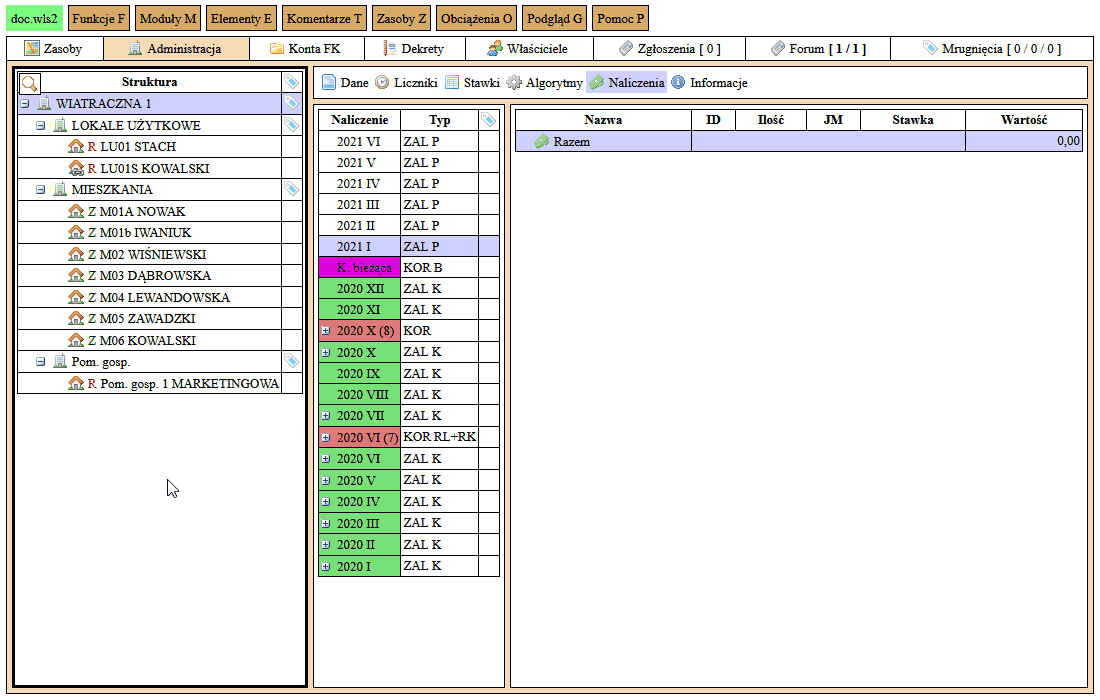 doc.wls2 Funkcje F Moduły M Elementy E Komentarze T Zasoby Z Obciążenia O Podgląd G Pomoc P
Zasoby Administracja Konta FK Dekrety Właściciele Zgłoszenia [ 0 ] Forum [ 1 / 1 ] Mrugnięcia [ 0 / 0 / 0 ]
Struktura
WIATRACZNA 1
LOKALE UŻYTKOWE
R LU01 STACH
R LU01S KOWALSKI
MIESZKANIA
Z M01A NOWAK
Z M01b IWANIUK
Z M02 WIŚNIEWSKI
Z M03 DĄBROWSKA
Z M04 LEWANDOWSKA
Z M05 ZAWADZKI
Z M06 KOWALSKI
Pom. gosp.
R Pom. gosp. 1 MARKETINGOWA
Dane Liczniki Stawki Algorytmy Naliczenia Informacje
Naliczenie Typ
2021 VI ZAL P
2021 V ZAL P
2021 IV ZAL P
2021 III ZAL P
2021 II ZAL P
2021 I ZAL P
K. bieżąca KOR B
2020 XII ZAL K
2020 XI ZAL K
2020 X (8) KOR
2020 X ZAL K
2020 IX ZAL K
2020 VIII ZAL K
2020 VII ZAL K
2020 VI (7) KOR RL+RK
2020 VI ZAL K
2020 V ZAL K
2020 IV ZAL K
2020 III ZAL K
2020 II ZAL K
2020 I ZAL K
Nazwa ID Ilość JM Stawka Wartość
Razem 0,00